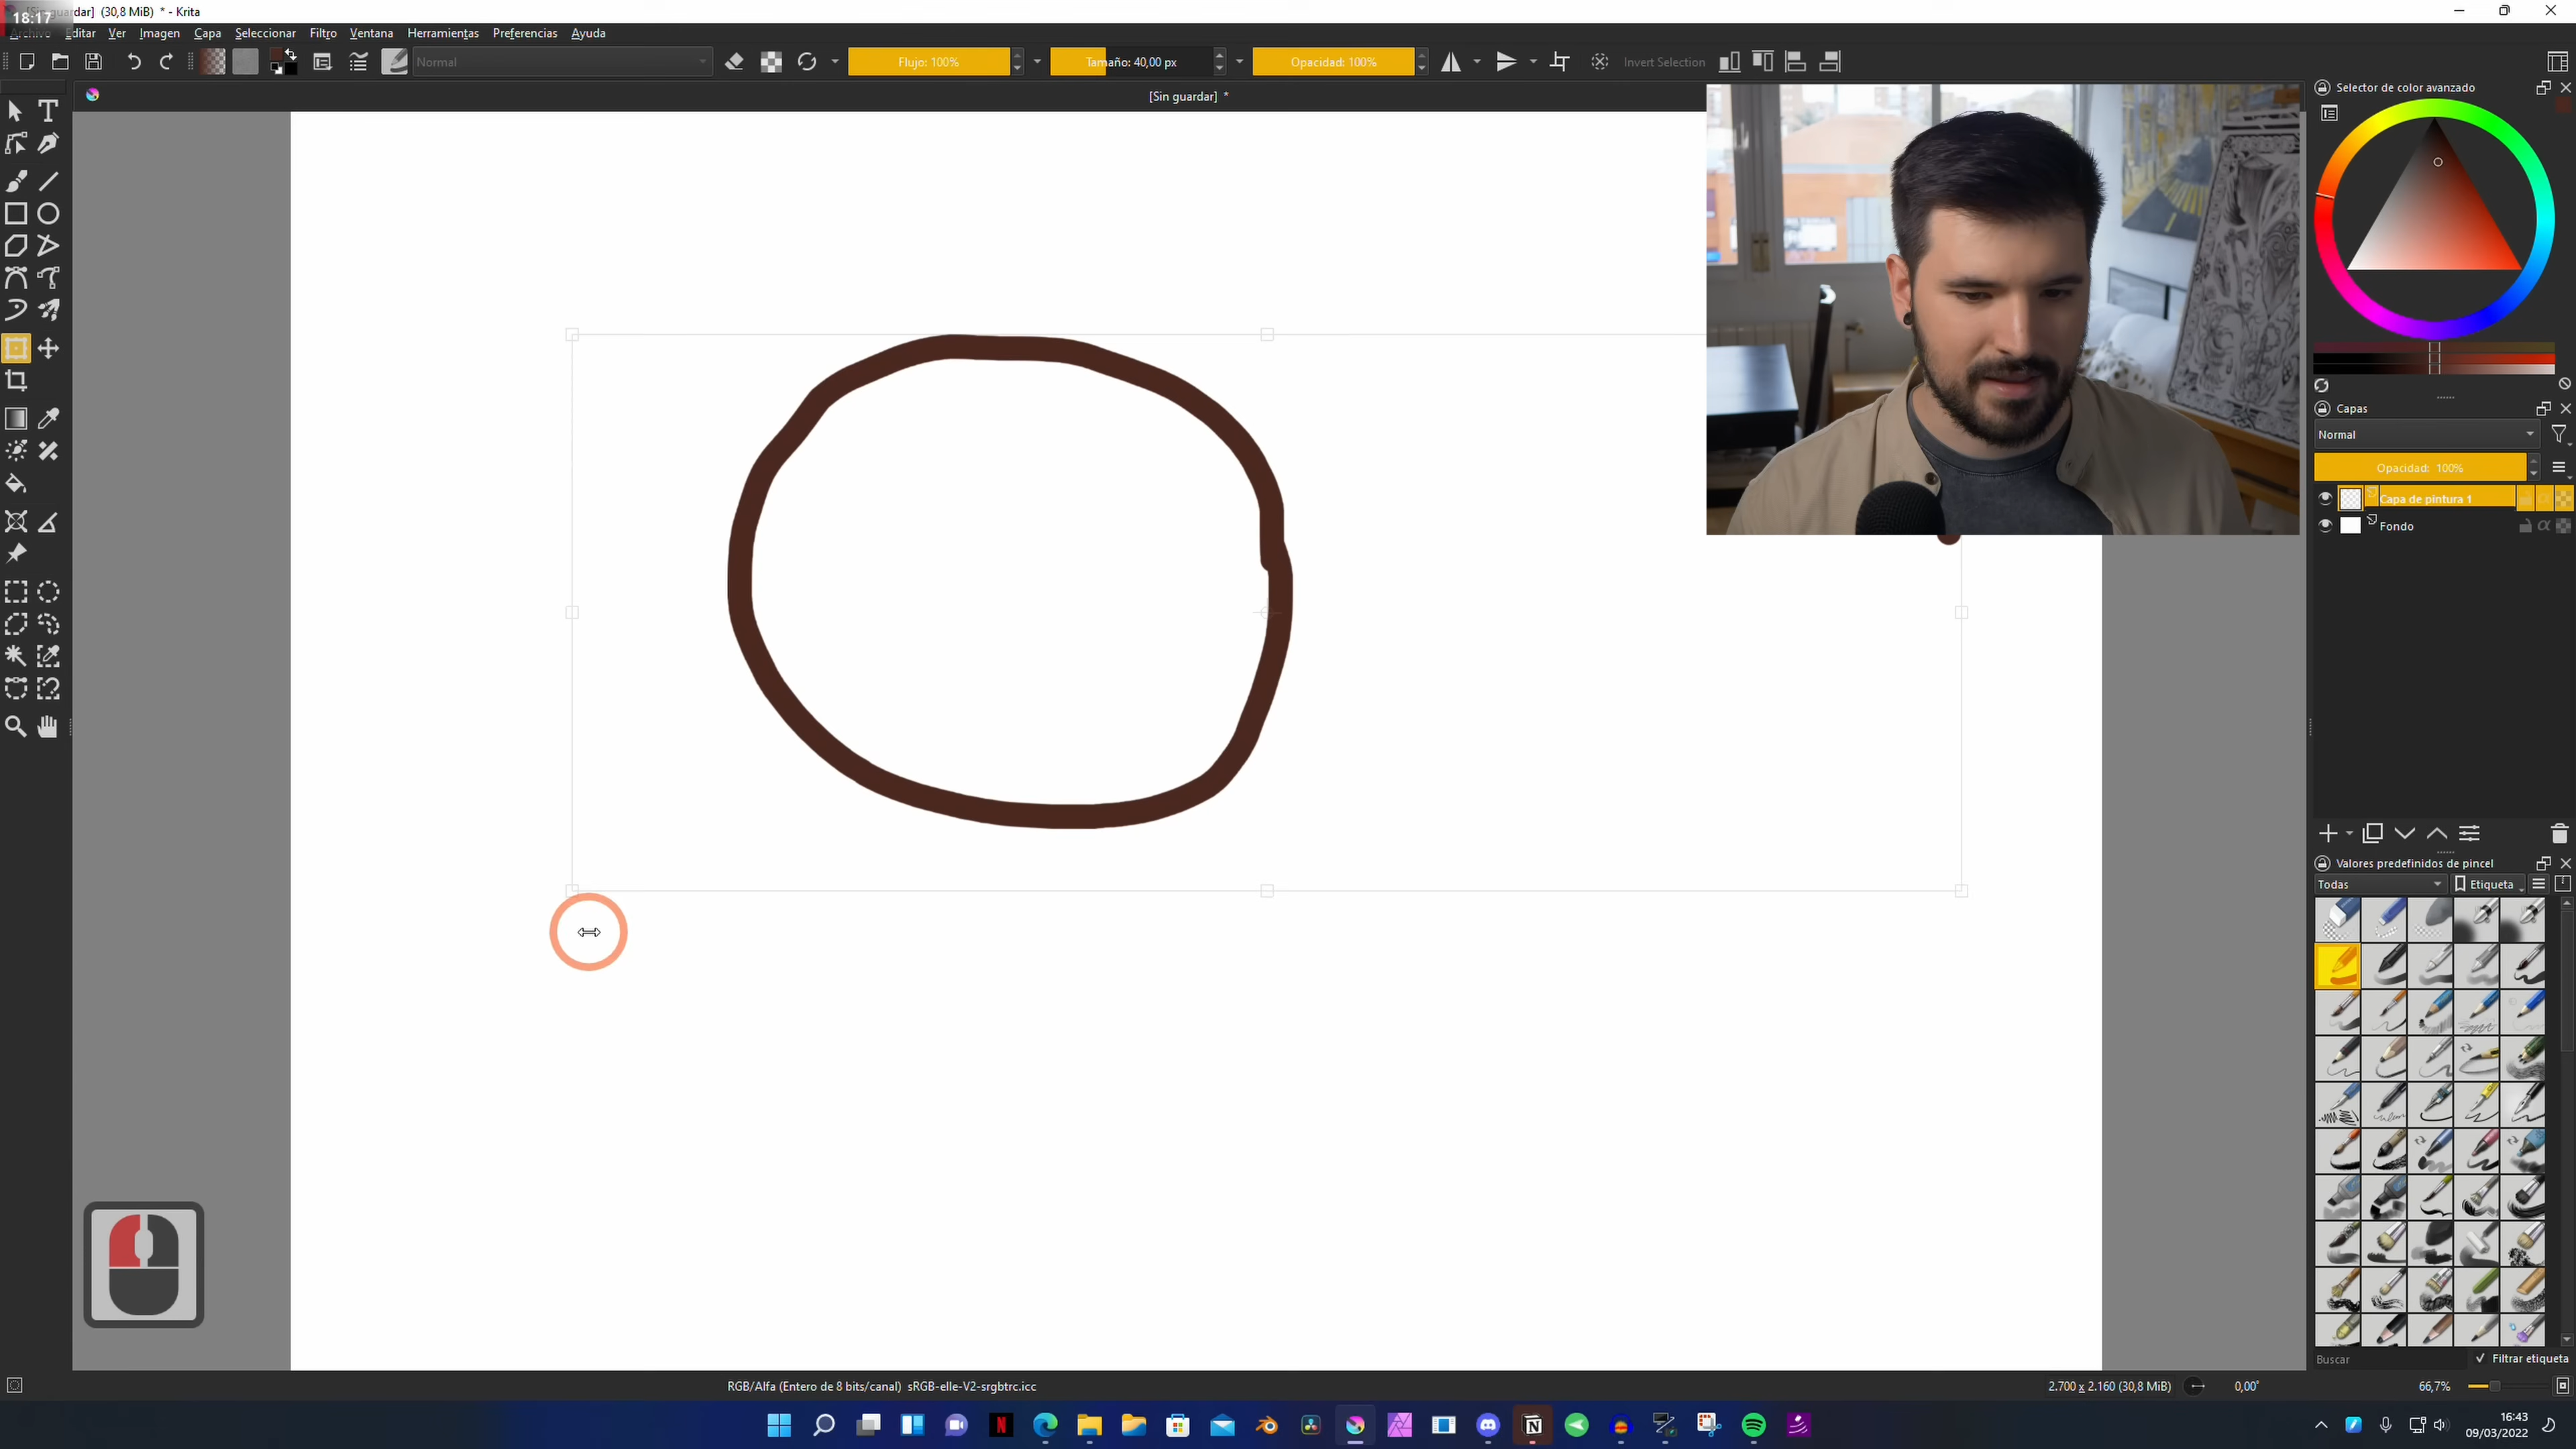 18:17
guardar] (30,8 MiB) * - Krita
Archivo Editar Ver Imagen Capa Seleccionar Filtro Ventana Herramientas Preferencias Ayuda
Normal
Flujo: 100%
Tamaño: 40,00 px
Opacidad: 100%
Invert Selection
[Sin guardar] *
Selector de color avanzado
Capas
Normal
Opacidad: 100%
Capa de pintura 1
Fondo
Valores predefinidos de pincel
Todas
Etiqueta
Buscar
Filtrar etiqueta
RGB/Alfa (Entero de 8 bits/canal) sRGB-elle-V2-srgbtrc.icc
2.700 x 2.160 (30,8 MiB)
0,00°
66,7%
16:43
09/03/2022